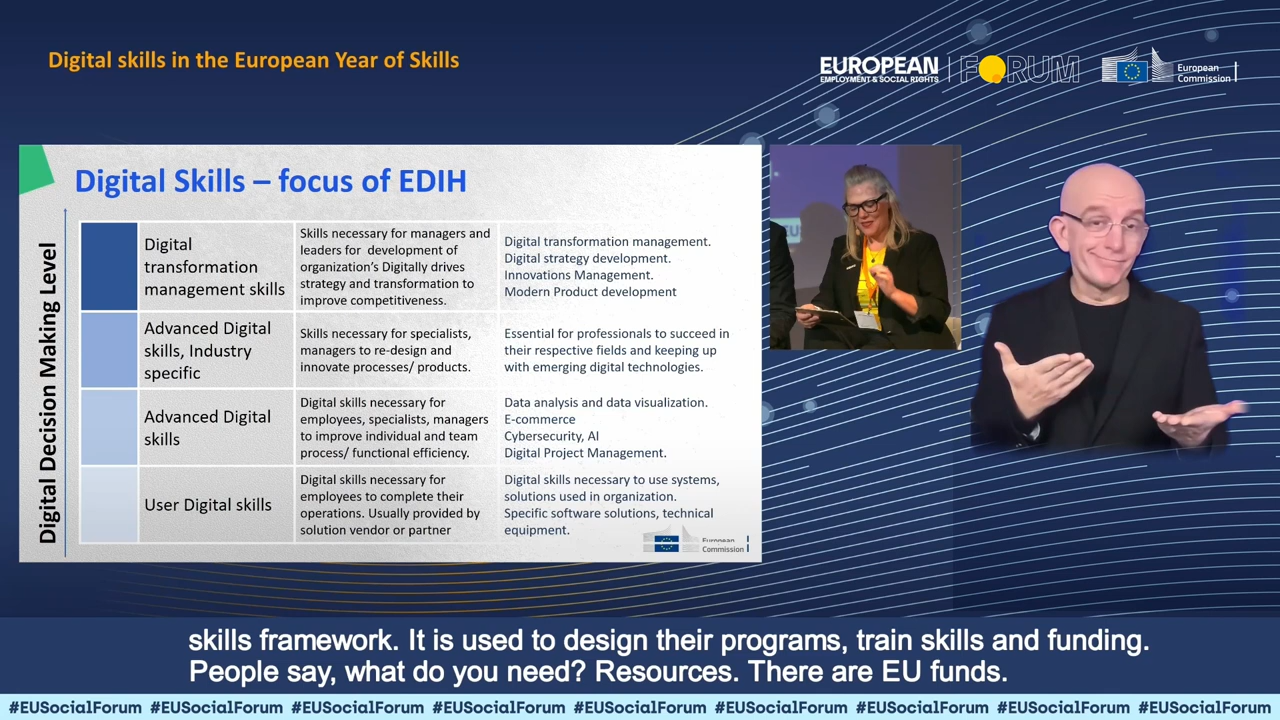 Digital skills in the European Year of Skills
EUROPEAN
EMPLOYMENT & SOCIAL RIGHTS
FORUM
European
Commission
Digital Skills – focus of EDIH
Digital Decision Making Level
Digital
transformation
management skills
Skills necessary for managers and
leaders for development of
organization's Digitally drives
strategy and transformation to
improve competitiveness.
Digital transformation management.
Digital strategy development.
Innovations Management.
Modern Product development
Advanced Digital
skills, Industry
specific
Skills necessary for specialists,
managers to re-design and
innovate processes/ products.
Essential for professionals to succeed in
their respective fields and keeping up
with emerging digital technologies.
Advanced Digital
skills
Digital skills necessary for
employees, specialists, managers
to improve individual and team
process/ functional efficiency.
Data analysis and data visualization.
E-commerce
Cybersecurity, AI
Digital Project Management.
User Digital skills
Digital skills necessary for
employees to complete their
operations. Usually provided by
solution vendor or partner
Digital skills necessary to use systems,
solutions used in organization.
Specific software solutions, technical
equipment.
European
Commission
skills framework. It is used to design their programs, train skills and funding.
People say, what do you need? Resources. There are EU funds.
#EUSocialForum #EUSocialForum #EUSocialForum #EUSocialForum #EUSocialForum #EUSocialForum #EUSocialForum #EUSocialForum #EUSocialForum